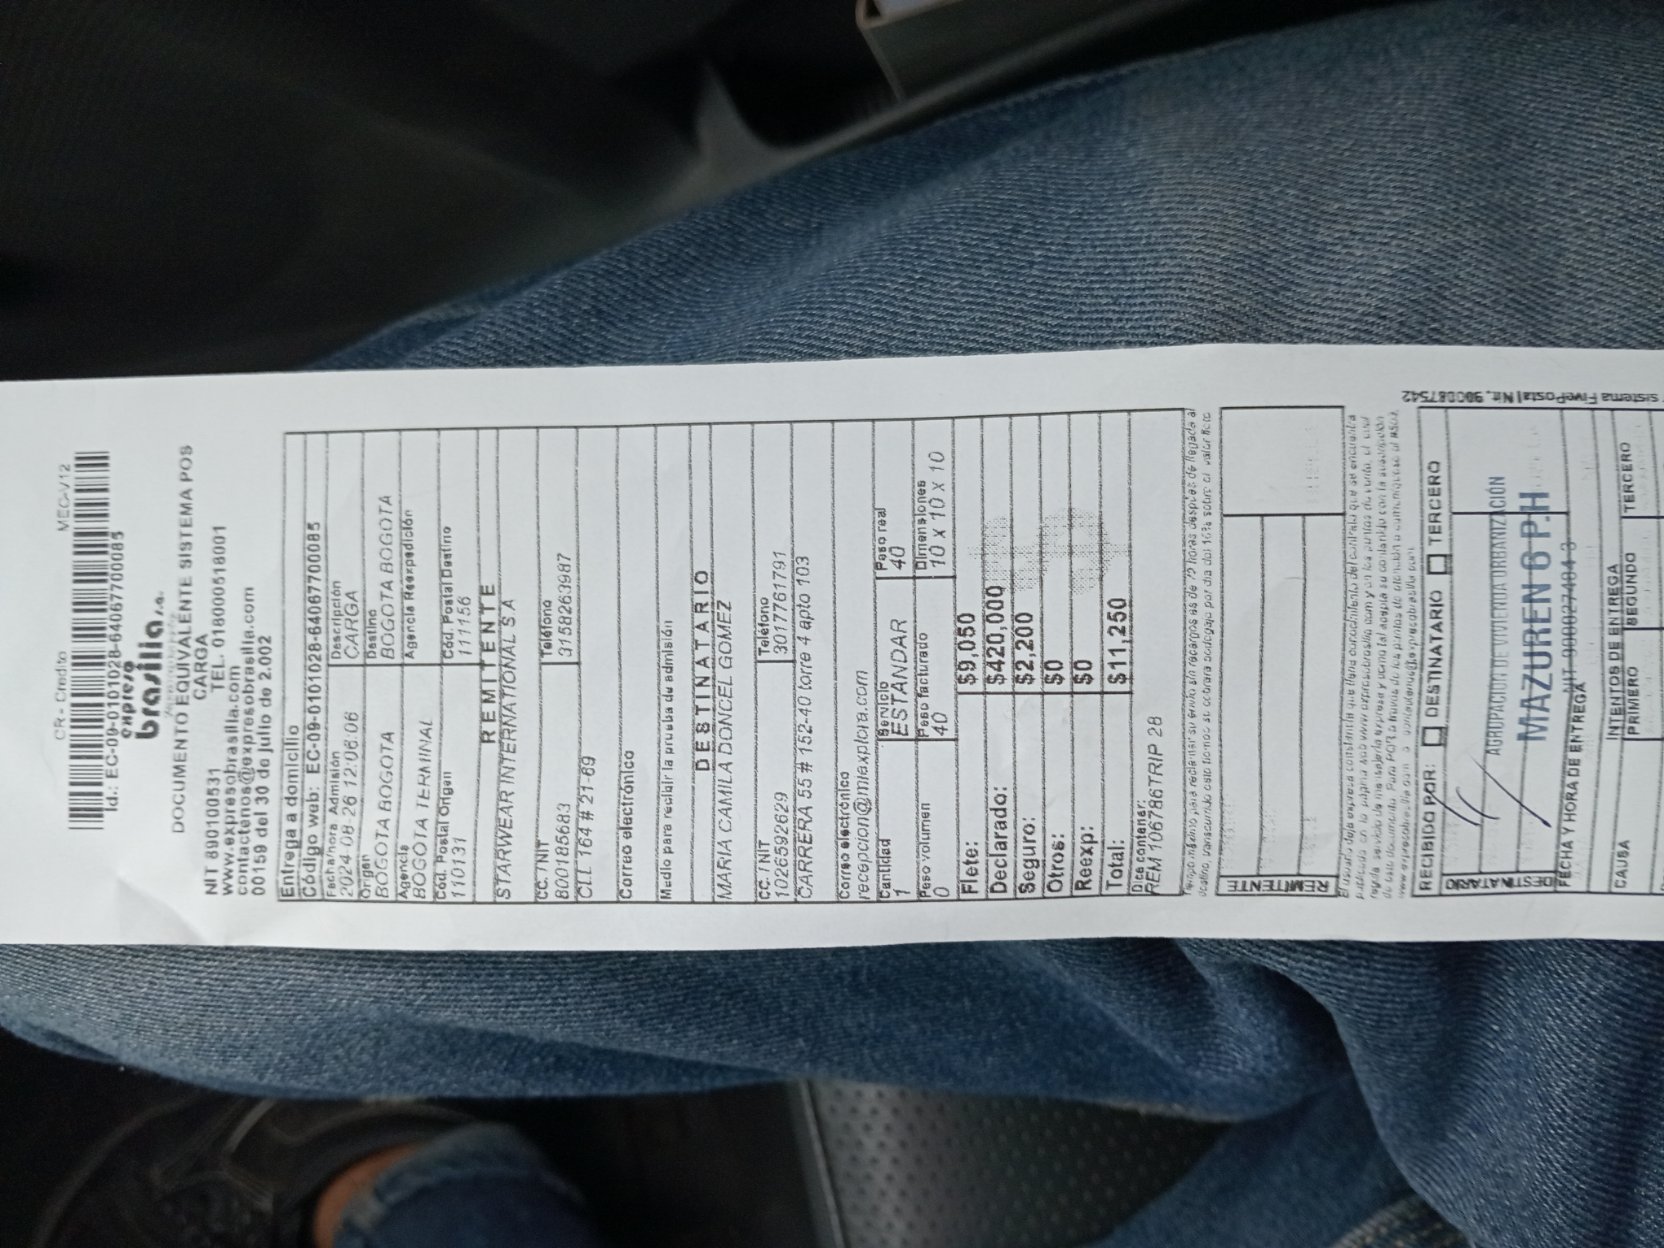 CR - Credito MEC-V12
Id.: EC-09-0101028-64067700085
expreso
brasilia s.a.
DOCUMENTO EQUIVALENTE SISTEMA POS
CARGA
NIT 890100531 TEL. 018000518001
www.expresobrasilia.com
contactenos@expresobrasilia.com
00159 del 30 de julio de 2.002
Entrega a domicilio
Código web: EC-09-0101028-640677700085
Fecha/hora Admisión Descripción
2024-08-26 12:06:06 CARGA
Origen Destino
BOGOTA BOGOTA BOGOTA BOGOTA
Agencia Agencia Reexpedición
BOGOTA TERMINAL
Cód. Postal Origen Cód. Postal Destino
110131 111156
REMITENTE
STARWEAR INTERNATIONAL S A
CC. / NIT Teléfono
800185683 3158263987
CLL 164 # 21-69
Correo electrónico
Medio para recibir la prueba de admisión
DESTINATARIO
MARIA CAMILA DONCEL GOMEZ
CC. / NIT Teléfono
1026592629 3017761791
CARRERA 55 # 152-40 torre 4 apto 103
Correo electrónico
recepcion@miexplora.com
Cantidad Servicio Peso real
1 ESTÁNDAR 40
Peso volumen Peso facturado Dimensiones
0 40 10 x 10 x 10
Flete: $9,050
Declarado: $420,000
Seguro: $2,200
Otros: $0
Reexp: $0
Total: $11,250
Dice contener:
REM 106786TRIP 28
REMITENTE
RECIBIDO POR: DESTINATARIO TERCERO
DESTINATARIO
AGRUPACIÓN DE VIVIENDA URBANIZACIÓN
MAZUREN 6 P.H
FECHA Y HORA DE ENTREGA
INTENTOS DE ENTREGA
CAUSA PRIMERO SEGUNDO TERCERO
sistema FivePostal Nit. 900087542